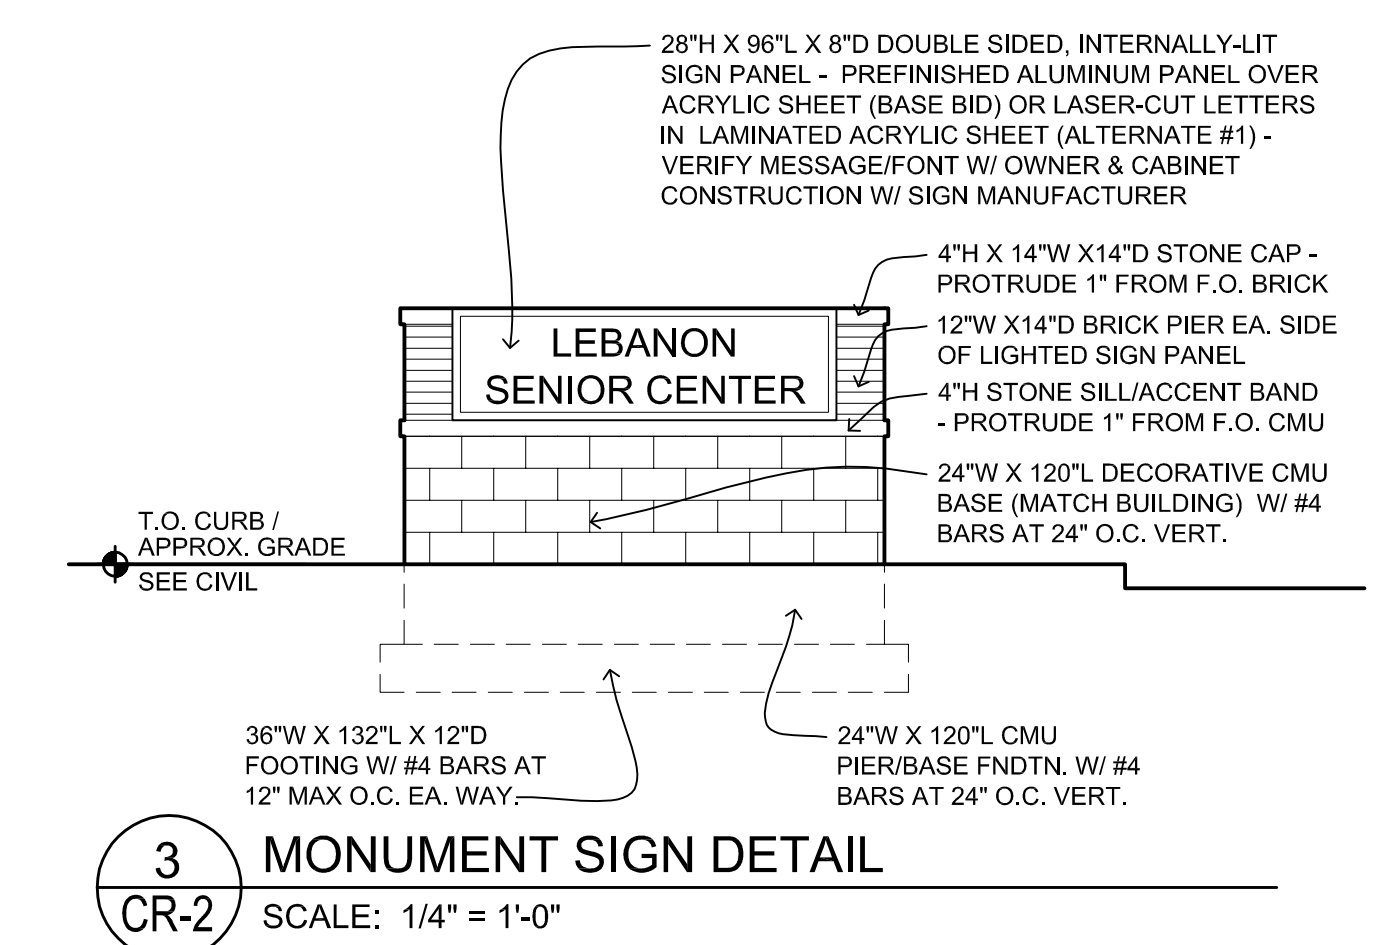 28"H X 96"L X 8"D DOUBLE SIDED, INTERNALLY-LIT
SIGN PANEL - PREFINISHED ALUMINUM PANEL OVER
ACRYLIC SHEET (BASE BID) OR LASER-CUT LETTERS
IN LAMINATED ACRYLIC SHEET (ALTERNATE #1) -
VERIFY MESSAGE/FONT W/ OWNER & CABINET
CONSTRUCTION W/ SIGN MANUFACTURER
4"H X 14"W X14"D STONE CAP -
PROTRUDE 1" FROM F.O. BRICK
12"W X14"D BRICK PIER EA. SIDE
OF LIGHTED SIGN PANEL
4"H STONE SILL/ACCENT BAND
- PROTRUDE 1" FROM F.O. CMU
24"W X 120"L DECORATIVE CMU
BASE (MATCH BUILDING) W/ #4
BARS AT 24" O.C. VERT.
LEBANON
SENIOR CENTER
T.O. CURB /
APPROX. GRADE
SEE CIVIL
36"W X 132"L X 12"D
FOOTING W/ #4 BARS AT
12" MAX O.C. EA. WAY.
24"W X 120"L CMU
PIER/BASE FNDTN. W/ #4
BARS AT 24" O.C. VERT.
3
CR-2
MONUMENT SIGN DETAIL
SCALE: 1/4" = 1'-0"